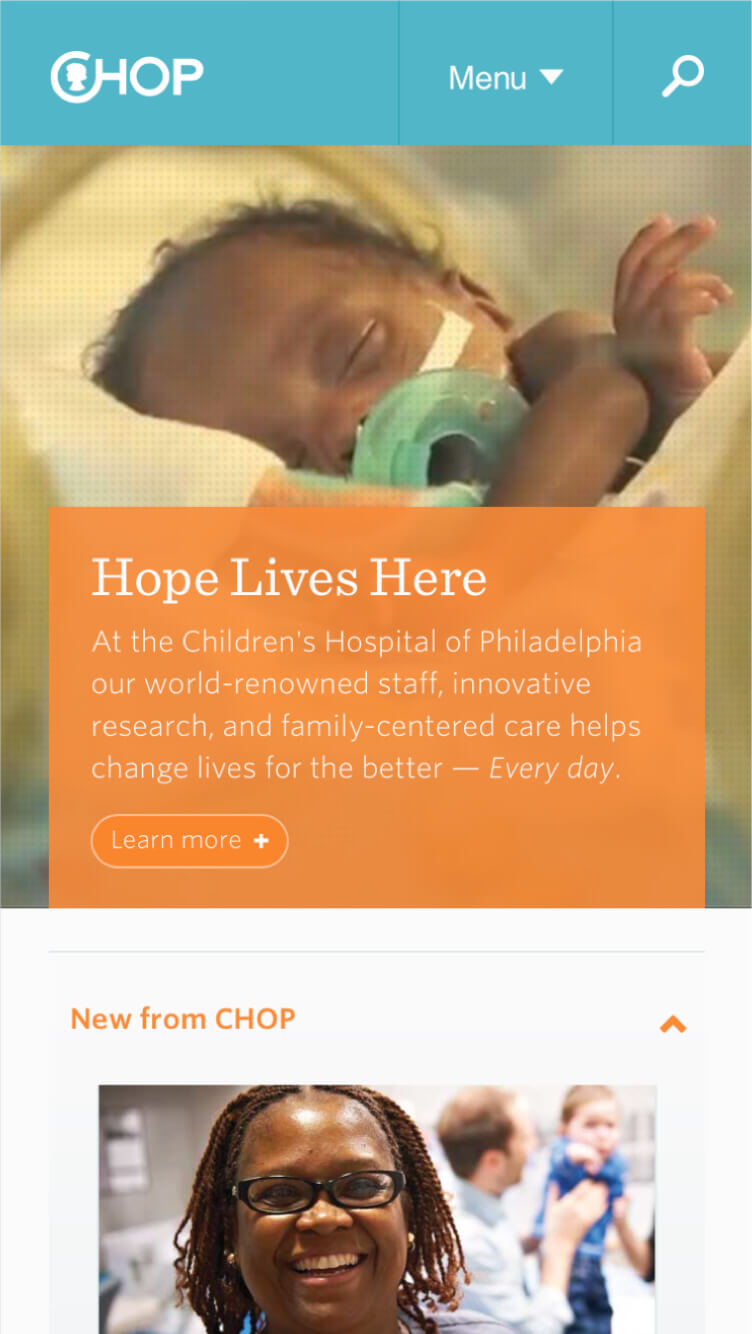 CHOP
Menu
Hope Lives Here
At the Children's Hospital of Philadelphia
our world-renowned staff, innovative
research, and family-centered care helps
change lives for the better — Every day.
Learn more +
New from CHOP